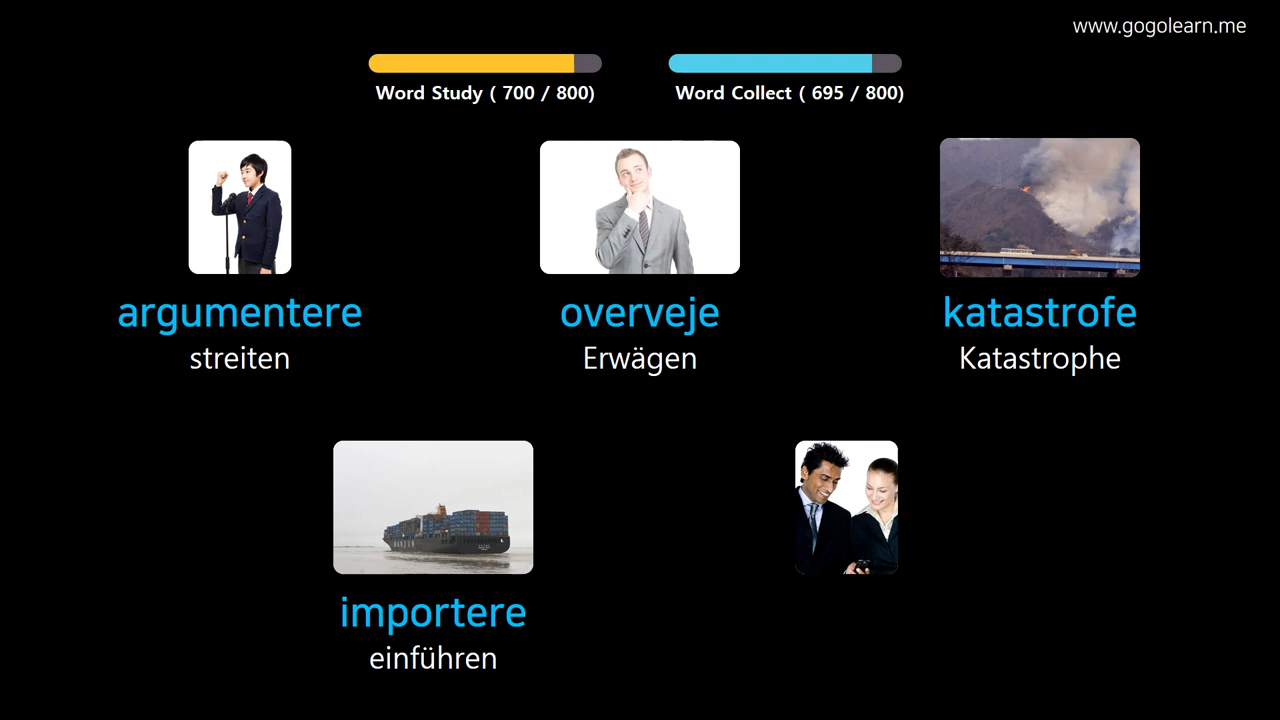 www.gogolearn.me
Word Study ( 700 / 800)
Word Collect ( 695 / 800)
argumentere
streiten
overveje
Erwägen
katastrofe
Katastrophe
importere
einführen